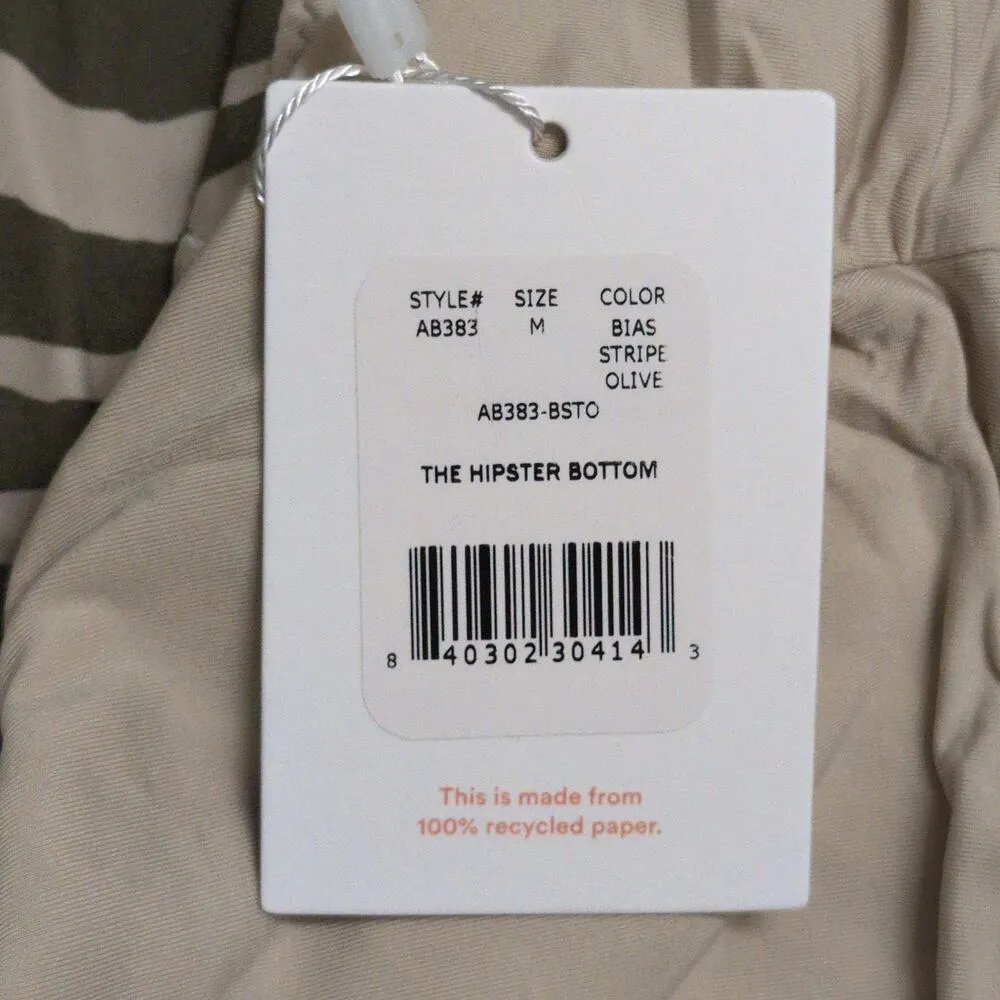 STYLE# SIZE COLOR
AB383 M BIAS
STRIPE
OLIVE
AB383-BSTO
THE HIPSTER BOTTOM
8 40302 30414 3
This is made from
100% recycled paper.